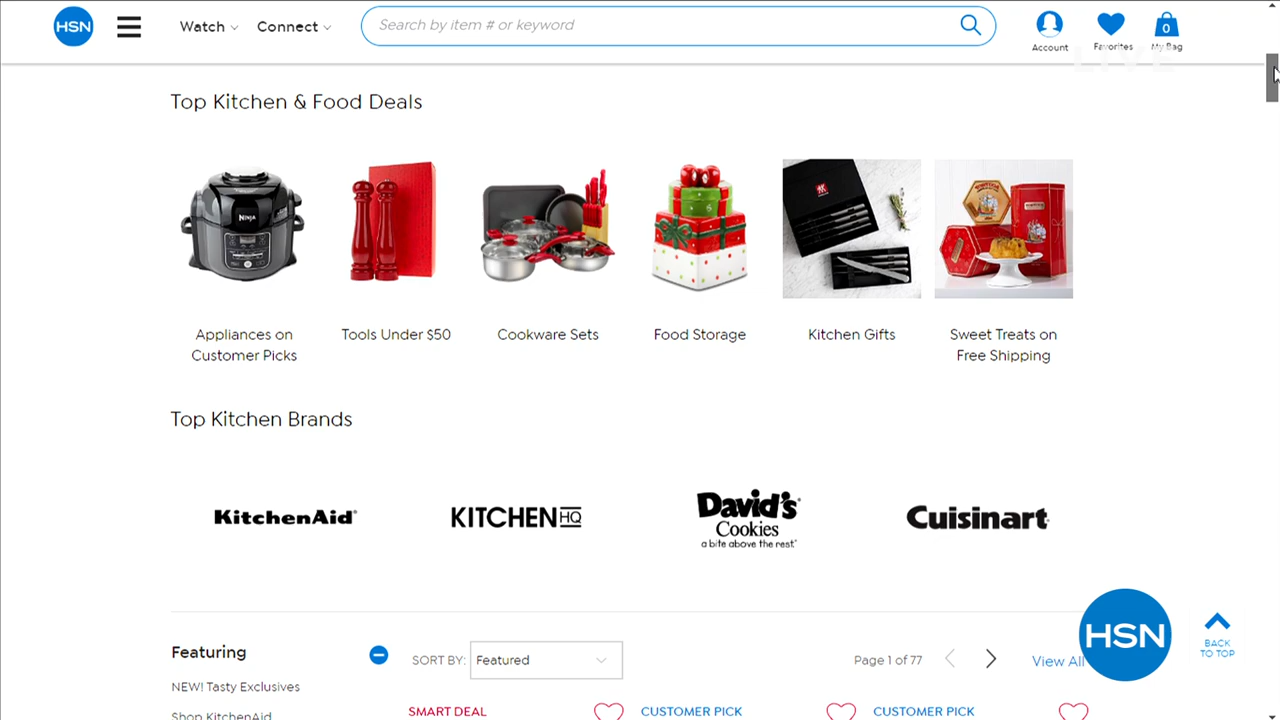 HSN
Watch
Connect
Search by item # or keyword
Account
Favorites
0
My Bag
LIVE
Top Kitchen & Food Deals
NINJA
Appliances on
Customer Picks
Tools Under $50
Cookware Sets
Food Storage
Kitchen Gifts
Sweet Treats on
Free Shipping
Top Kitchen Brands
KitchenAid®
KITCHEN HQ
David's®
Cookies
a bite above the rest.™
Cuisinart®
Featuring
SORT BY: Featured
Page 1 of 77
View All
HSN
BACK
TO TOP
NEW! Tasty Exclusives
Shop KitchenAid
SMART DEAL
CUSTOMER PICK
CUSTOMER PICK